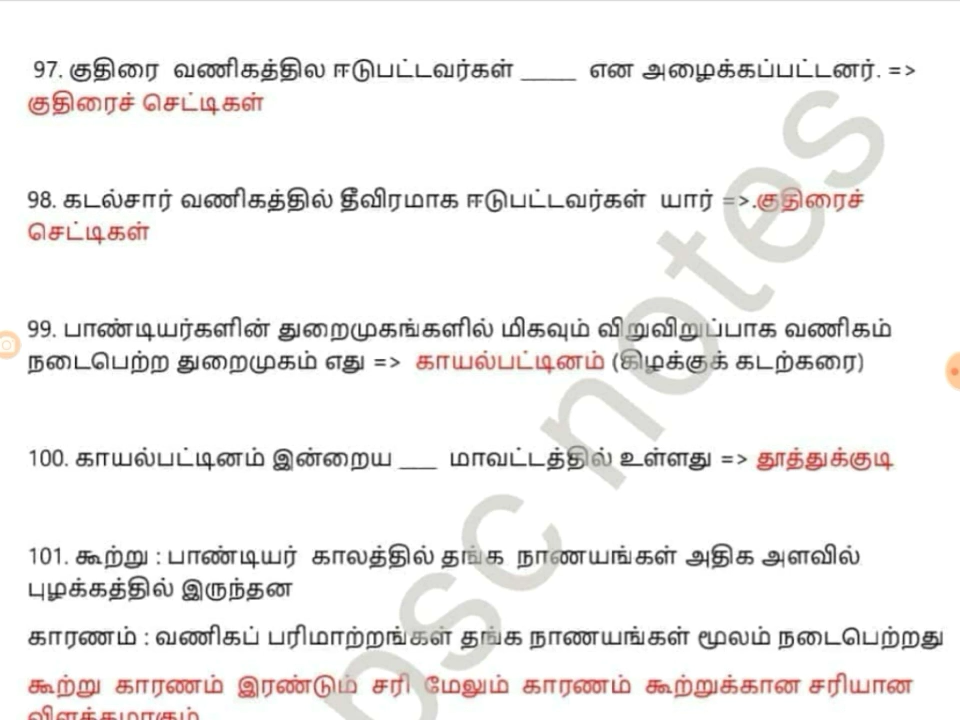 97. குதிரை வணிகத்தில ஈடுபட்டவர்கள் _____ என அழைக்கப்பட்டனர். =>
குதிரைச் செட்டிகள்
98. கடல்சார் வணிகத்தில் தீவிரமாக ஈடுபட்டவர்கள் யார் =>.குதிரைச்
செட்டிகள்
99. பாண்டியர்களின் துறைமுகங்களில் மிகவும் விறுவிறுப்பாக வணிகம்
நடைபெற்ற துறைமுகம் எது => காயல்பட்டினம் (கிழக்குக் கடற்கரை)
100. காயல்பட்டினம் இன்றைய ___ மாவட்டத்தில் உள்ளது => தூத்துக்குடி
101. கூற்று : பாண்டியர் காலத்தில் தங்க நாணயங்கள் அதிக அளவில்
புழக்கத்தில் இருந்தன
காரணம் : வணிகப் பரிமாற்றங்கள் தங்க நாணயங்கள் மூலம் நடைபெற்றது
கூற்று காரணம் இரண்டும் சரி மேலும் காரணம் கூற்றுக்கான சரியான
விளக்கமாகும்
psc notes